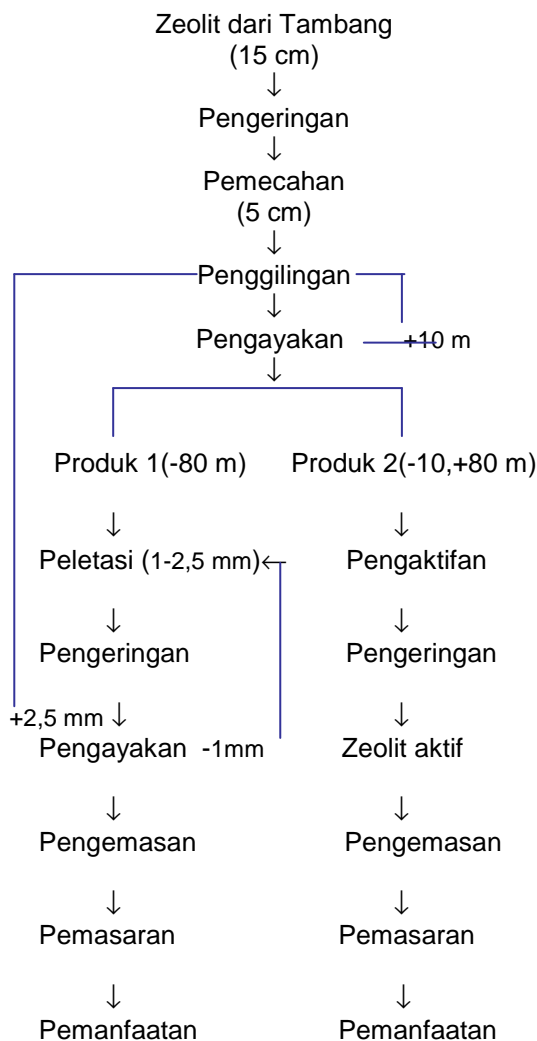 Zeolit dari Tambang
(15 cm)
↓
Pengeringan
↓
Pemecahan
(5 cm)
↓
Penggilingan
↓
Pengayakan +10 m
↓
Produk 1(-80 m) Produk 2(-10,+80 m)
↓ ↓
Peletasi (1-2,5 mm)← Pengaktifan
↓ ↓
Pengeringan Pengeringan
+2,5 mm ↓ ↓
Pengayakan -1mm Zeolit aktif
↓ ↓
Pengemasan Pengemasan
↓ ↓
Pemasaran Pemasaran
↓ ↓
Pemanfaatan Pemanfaatan